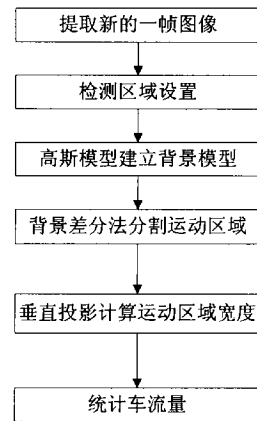 提取新的一帧图像
检测区域设置
高斯模型建立背景模型
背景差分法分割运动区域
垂直投影计算运动区域宽度
统计车流量